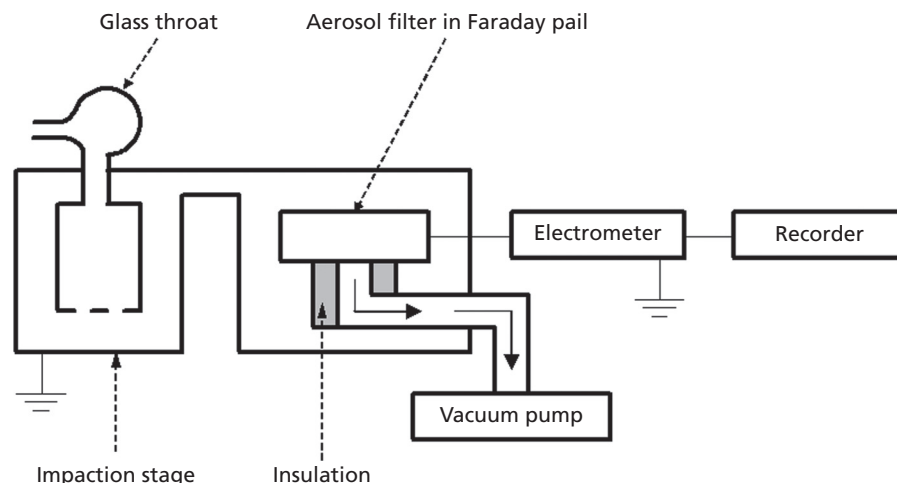 Glass throat
Aerosol filter in Faraday pail
Electrometer
Recorder
Vacuum pump
Impaction stage
Insulation